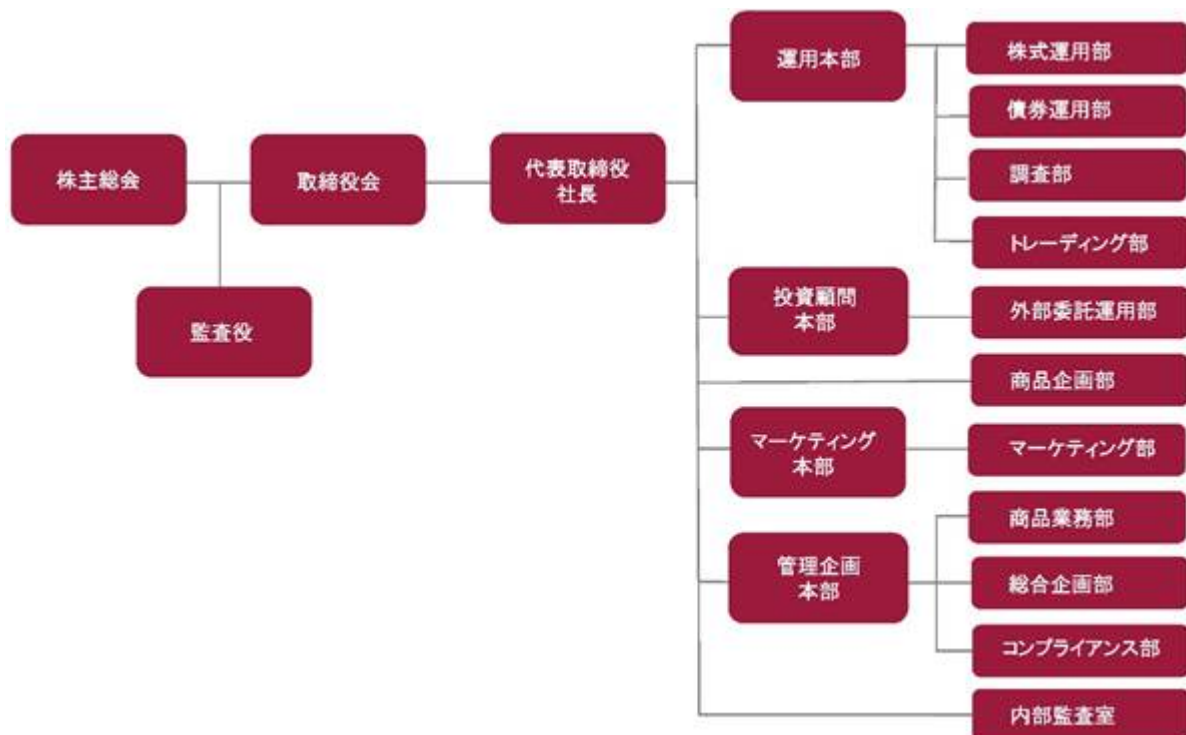 株主総会
取締役会
代表取締役
社長
監査役
運用本部
株式運用部
債券運用部
調査部
トレーディング部
投資顧問
本部
外部委託運用部
商品企画部
マーケティング
本部
マーケティング部
管理企画
本部
商品業務部
総合企画部
コンプライアンス部
内部監査室